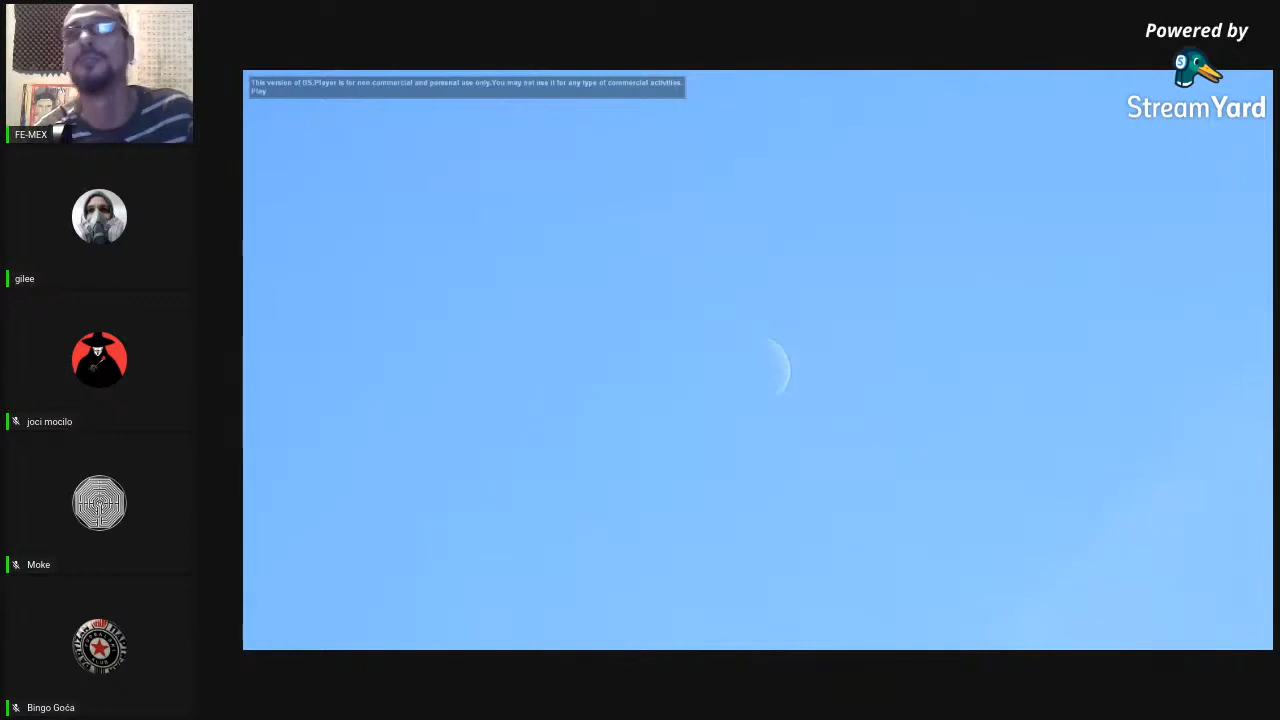 Powered by
StreamYard
This version of GS.Player is for non-commercial and personal use only.You may not use it for any type of commercial activities.
Play
FE-MEX
gilee
joci mocilo
Moke
Bingo Goća